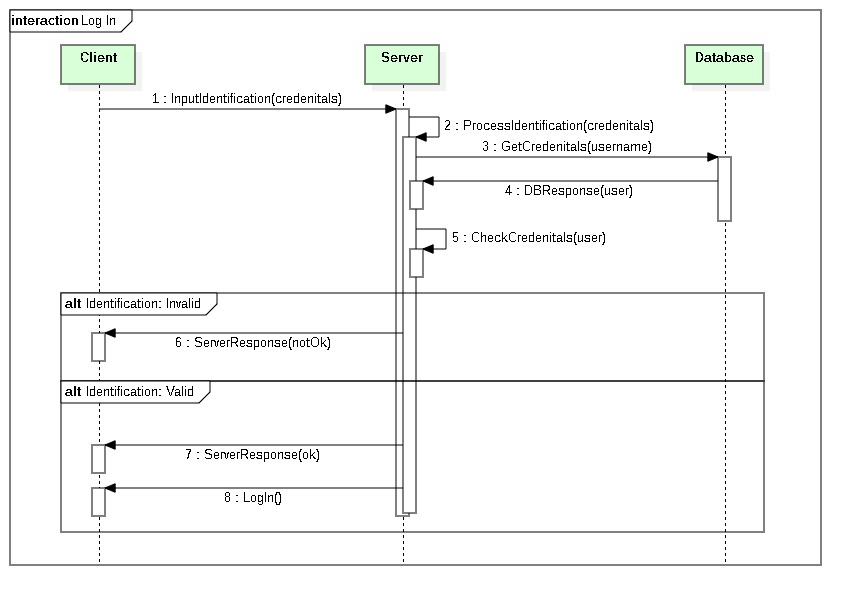 interaction Log In
Client
Server
Database
1 : InputIdentification(credenitals)
2 : ProcessIdentification(credenitals)
3 : GetCredenitals(username)
4 : DBResponse(user)
5 : CheckCredenitals(user)
alt Identification: Invalid
6 : ServerResponse(notOk)
alt Identification: Valid
7 : ServerResponse(ok)
8 : LogIn()